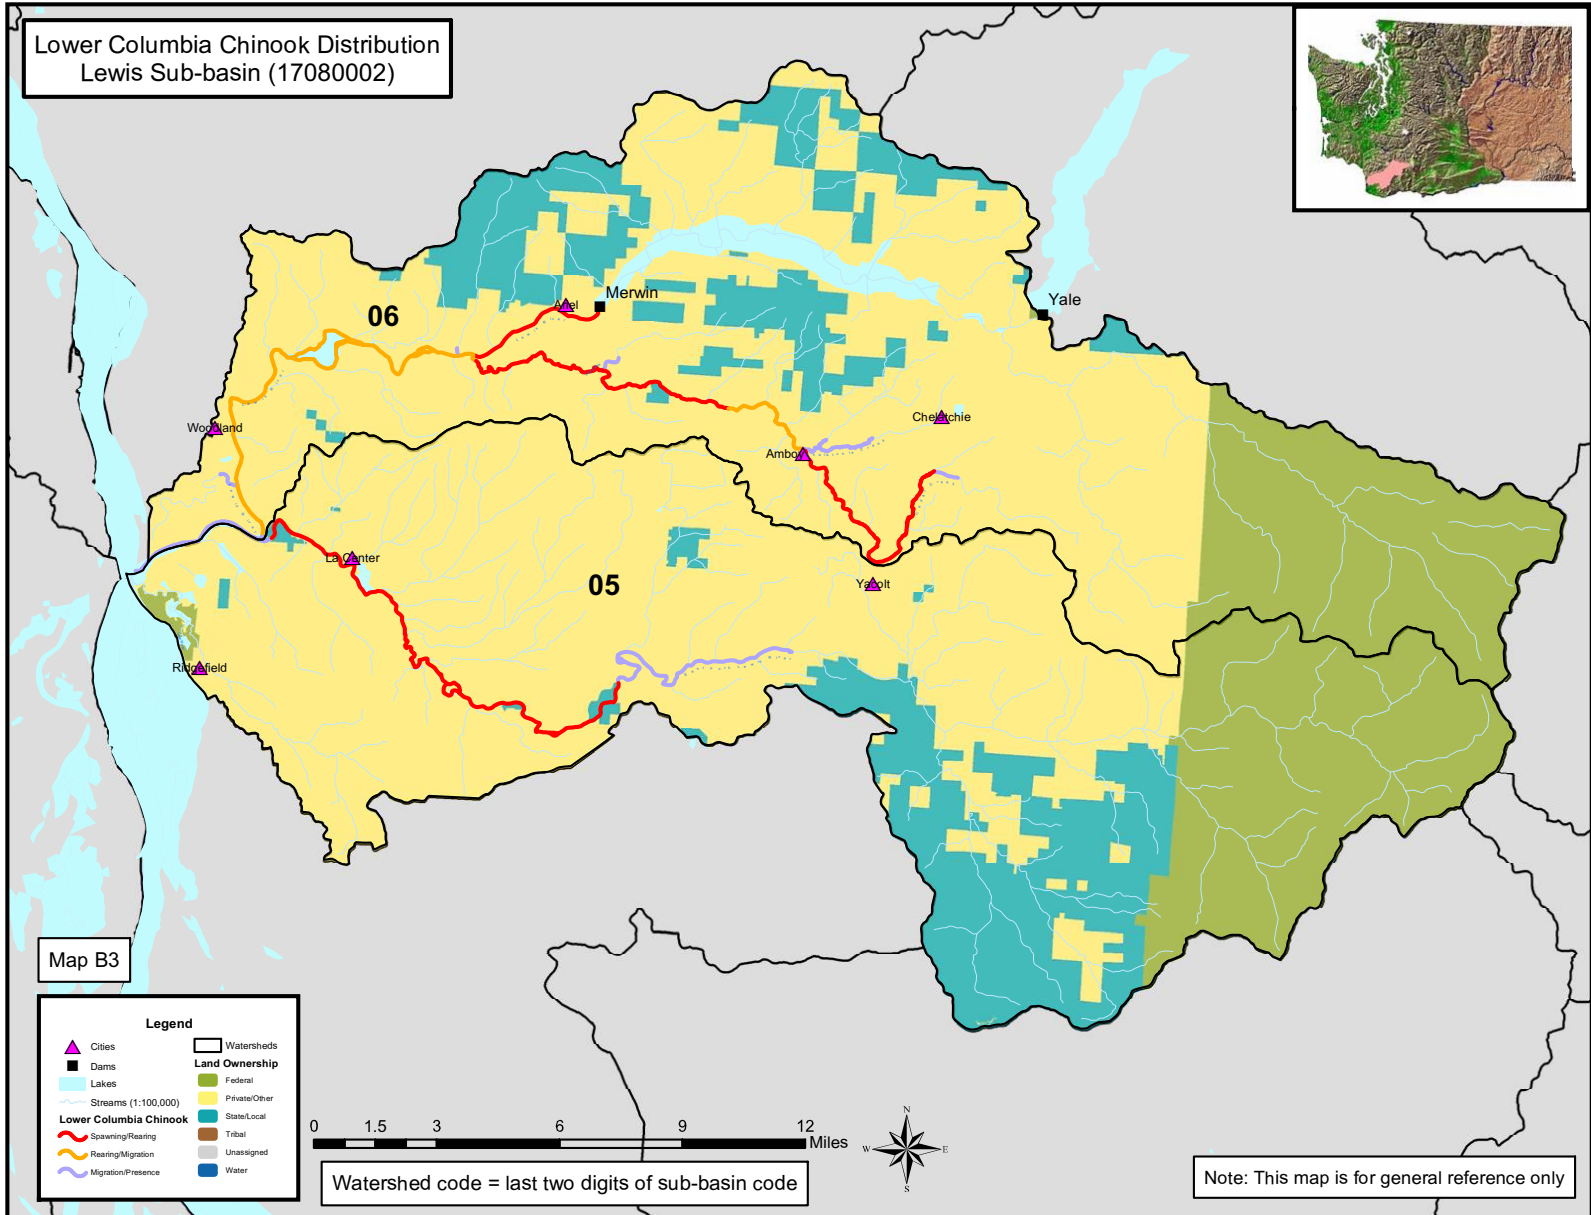 Lower Columbia Chinook Distribution
Lewis Sub-basin (17080002)
06
Ariel
Merwin
Yale
Woodland
Chelatchie
Amboy
La Center
05
Yacolt
Ridgefield
Map B3
Legend
Cities
Dams
Lakes
Streams (1:100,000)
Lower Columbia Chinook
Spawning/Rearing
Rearing/Migration
Migration/Presence
Watersheds
Land Ownership
Federal
Private/Other
State/Local
Tribal
Unassigned
Water
0 1.5 3 6 9 12
Miles
N
W E
S
Watershed code = last two digits of sub-basin code
Note: This map is for general reference only